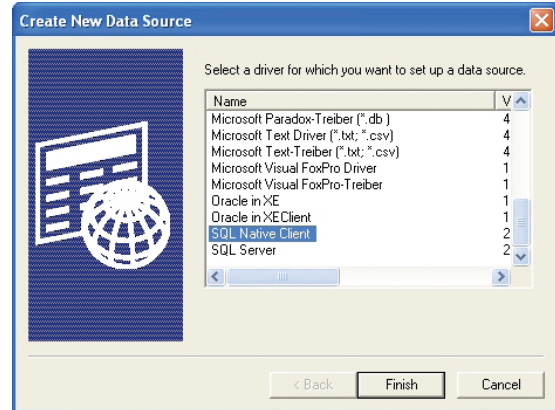 Create New Data Source
Select a driver for which you want to set up a data source.
Name V
Microsoft Paradox-Treiber (*.db ) 4
Microsoft Text Driver (*.txt; *.csv) 4
Microsoft Text-Treiber (*.txt; *.csv) 4
Microsoft Visual FoxPro Driver 1
Microsoft Visual FoxPro-Treiber 1
Oracle in XE 1
Oracle in XEClient 1
SQL Native Client 2
SQL Server 2
< Back Finish Cancel